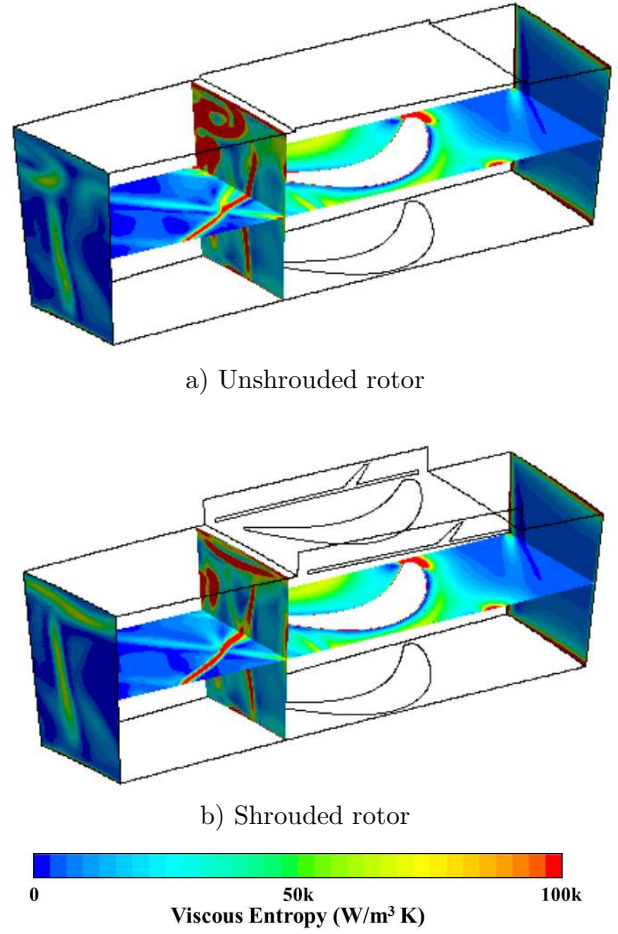 a) Unshrouded rotor
b) Shrouded rotor
0 50k 100k
Viscous Entropy (W/m³ K)